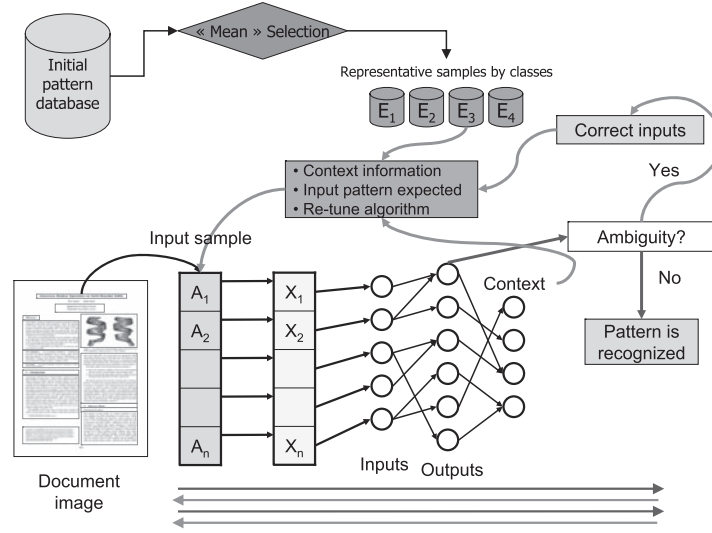 Initial
pattern
database
« Mean » Selection
Representative samples by classes
E1 E2 E3 E4
Correct inputs
• Context information
• Input pattern expected
• Re-tune algorithm
Yes
Input sample
Ambiguity?
No
Pattern is
recognized
Context
A1
A2
An
X1
X2
Xn
Inputs
Outputs
Document
image